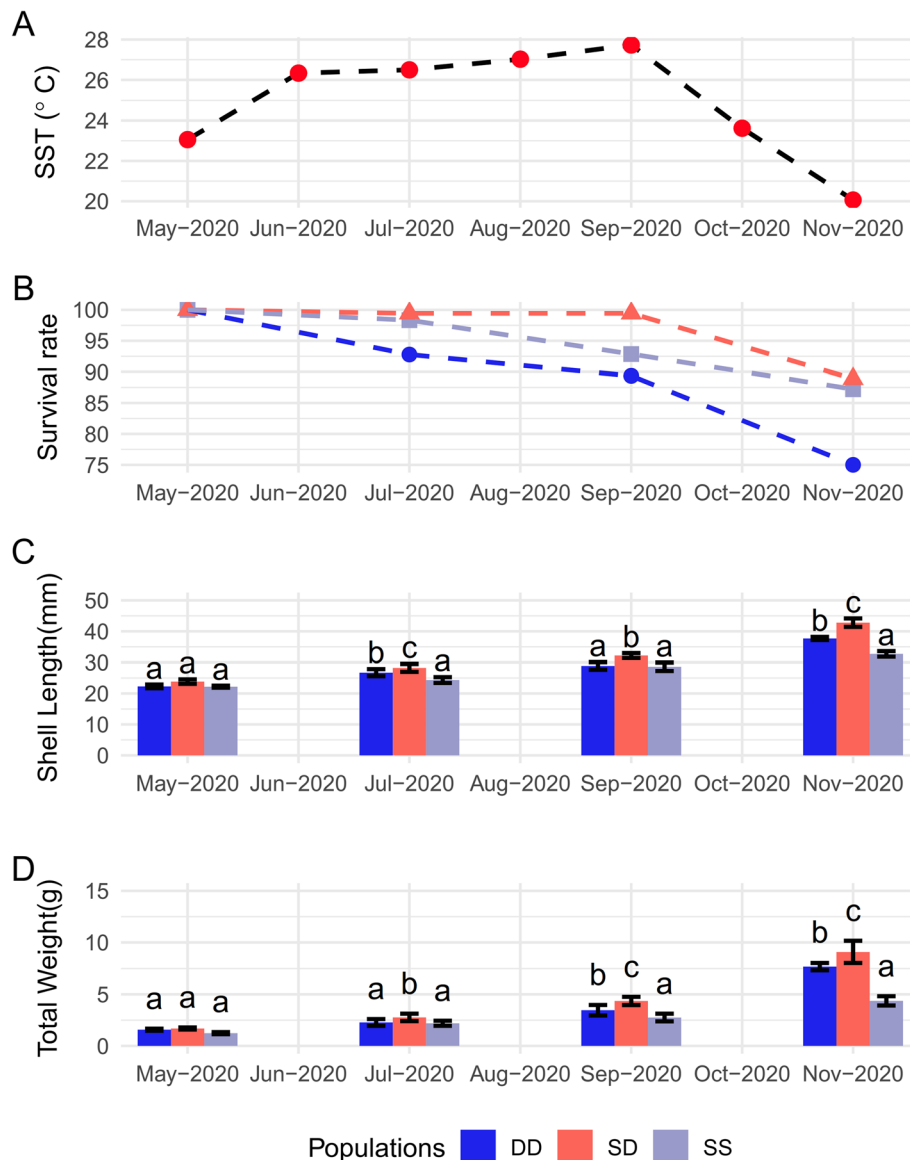 A
SST (° C)
28
26
24
22
20
May−2020 Jun−2020 Jul−2020 Aug−2020 Sep−2020 Oct−2020 Nov−2020
B
Survival rate
100
95
90
85
80
75
May−2020 Jun−2020 Jul−2020 Aug−2020 Sep−2020 Oct−2020 Nov−2020
C
Shell Length(mm)
50
40
30
20
10
0
a a a b c a a b a b c a
May−2020 Jun−2020 Jul−2020 Aug−2020 Sep−2020 Oct−2020 Nov−2020
D
Total Weight(g)
15
10
5
0
a a a a b a b c a b c a
May−2020 Jun−2020 Jul−2020 Aug−2020 Sep−2020 Oct−2020 Nov−2020
Populations DD SD SS